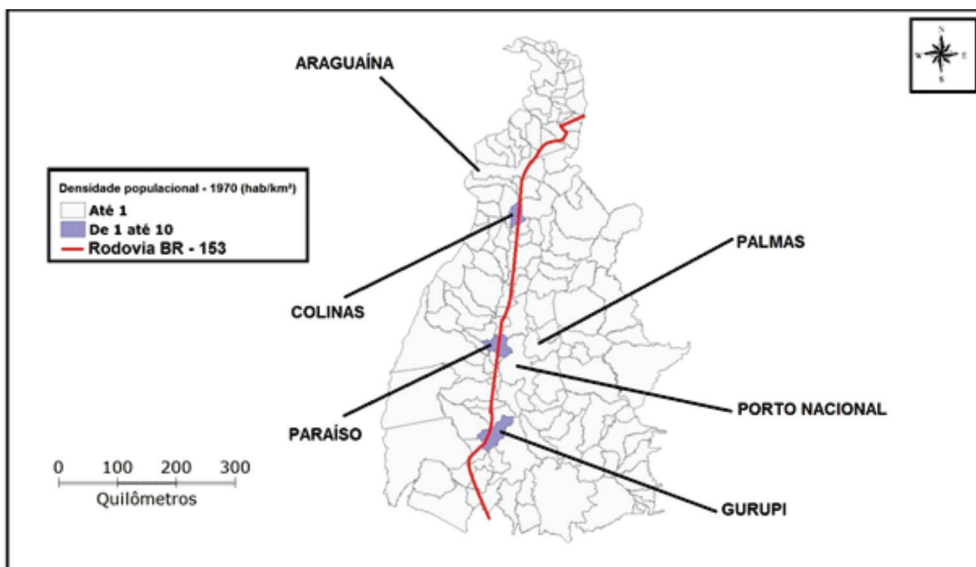 ARAGUAÍNA
N
W E
S
Densidade populacional - 1970 (hab/km²)
Até 1
De 1 até 10
Rodovia BR - 153
PALMAS
COLINAS
PORTO NACIONAL
PARAÍSO
0 100 200 300
Quilômetros
GURUPI